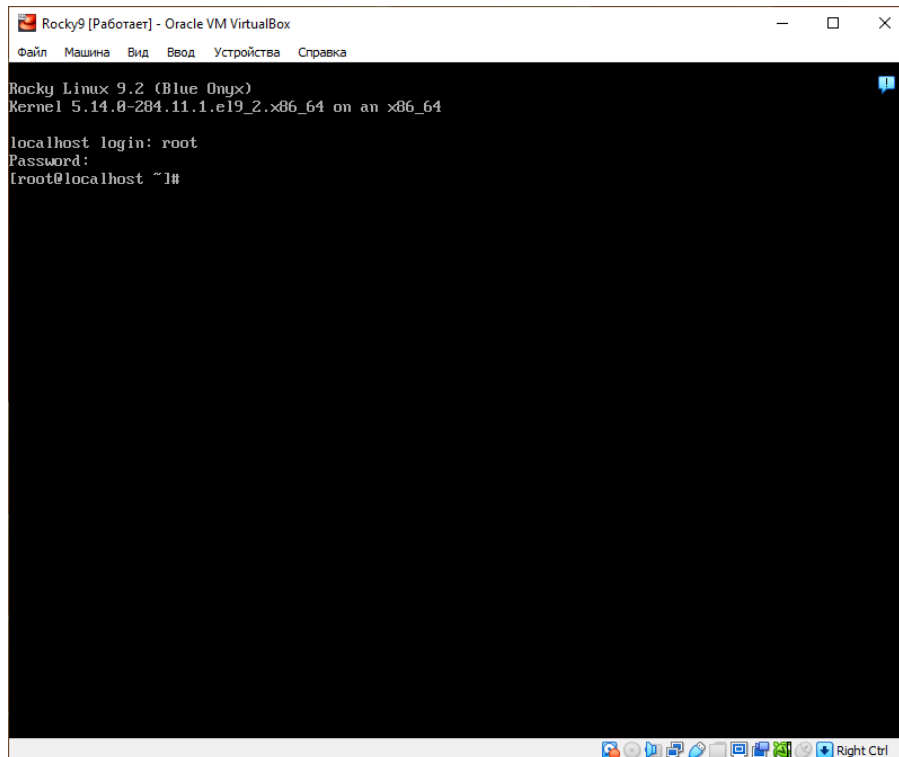 Rocky9 [Работает] - Oracle VM VirtualBox
Файл Машина Вид Ввод Устройства Справка
Rocky Linux 9.2 (Blue Onyx)
Kernel 5.14.0-284.11.1.el9_2.x86_64 on an x86_64
localhost login: root
Password:
[root@localhost ~]#
Right Ctrl